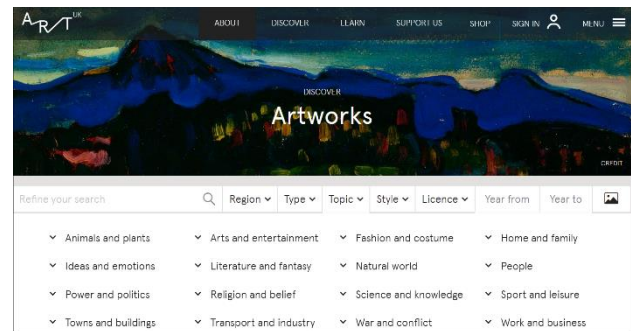 ART UK
ABOUT DISCOVER LEARN SUPPORT US SHOP SIGN IN MENU
DISCOVER
Artworks
CREDIT
Refine your search Region Type Topic Style Licence Year from Year to
Animals and plants Arts and entertainment Fashion and costume Home and family
Ideas and emotions Literature and fantasy Natural world People
Power and politics Religion and belief Science and knowledge Sport and leisure
Towns and buildings Transport and industry War and conflict Work and business